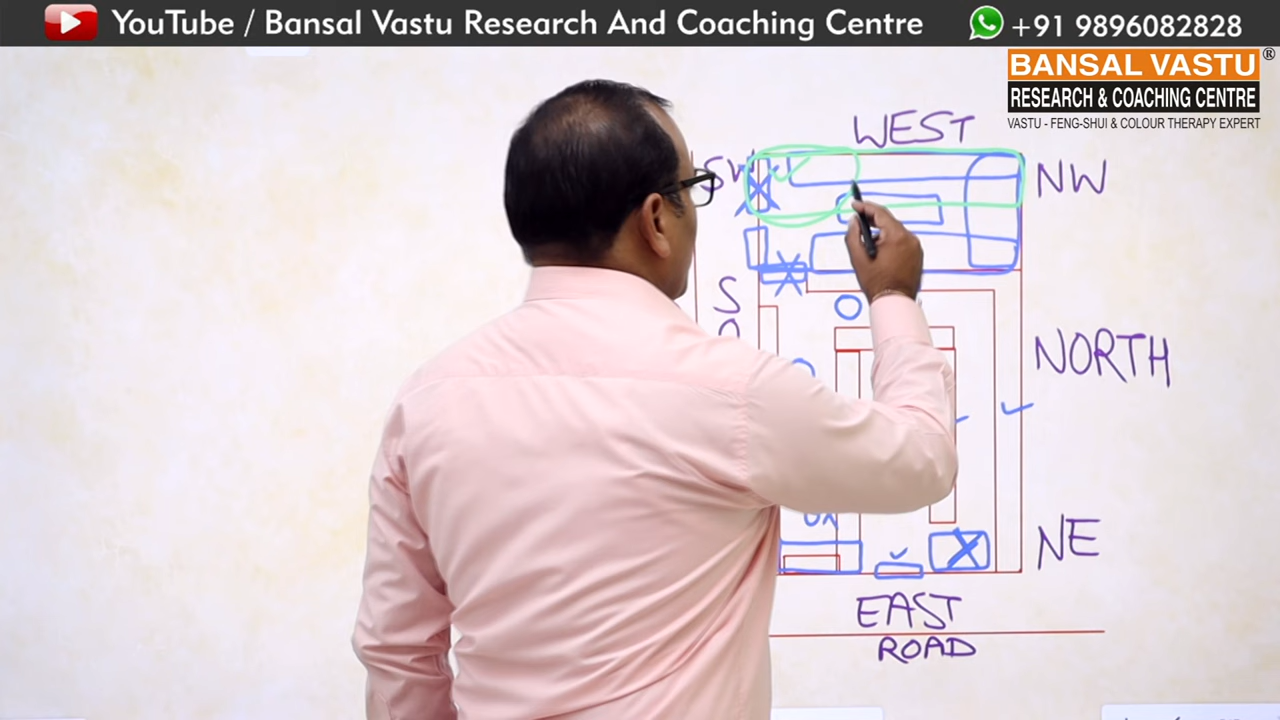 YouTube / Bansal Vastu Research And Coaching Centre
+91 9896082828
BANSAL VASTU®
RESEARCH & COACHING CENTRE
VASTU - FENG-SHUI & COLOUR THERAPY EXPERT
WEST
SW
NW
NORTH
NE
EAST
ROAD